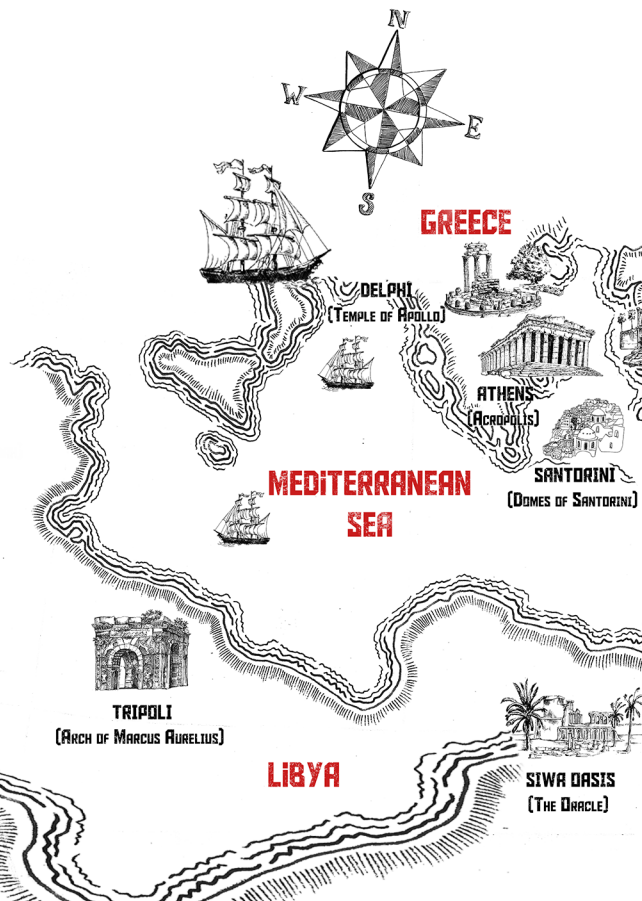 N
W
E
S
GREECE
DELPHI
(TEMPLE OF APOLLO)
ATHENS
(ACROPOLIS)
SANTORINI
(DOMES OF SANTORINI)
MEDiTERRANEAN
SEA
TRIPOLI
(ARCH OF MARCUS AURELIUS)
LiBYA
SIWA OASIS
(THE ORACLE)